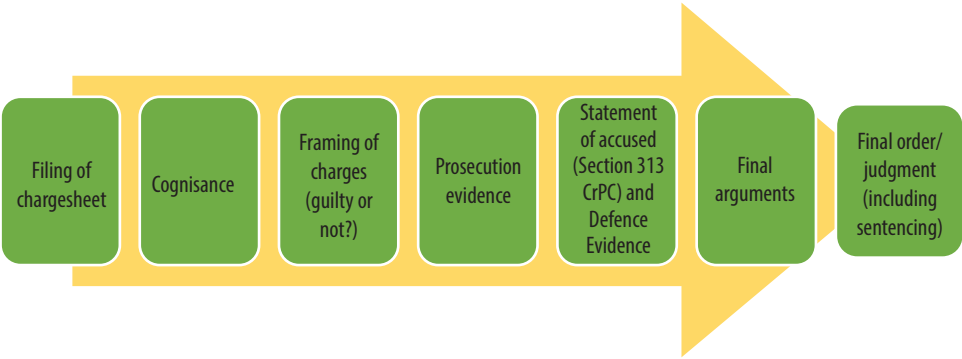 Filing of
chargesheet
Cognisance
Framing of
charges
(guilty or
not?)
Prosecution
evidence
Statement
of accused
(Section 313
CrPC) and
Defence
Evidence
Final
arguments
Final order/
judgment
(including
sentencing)